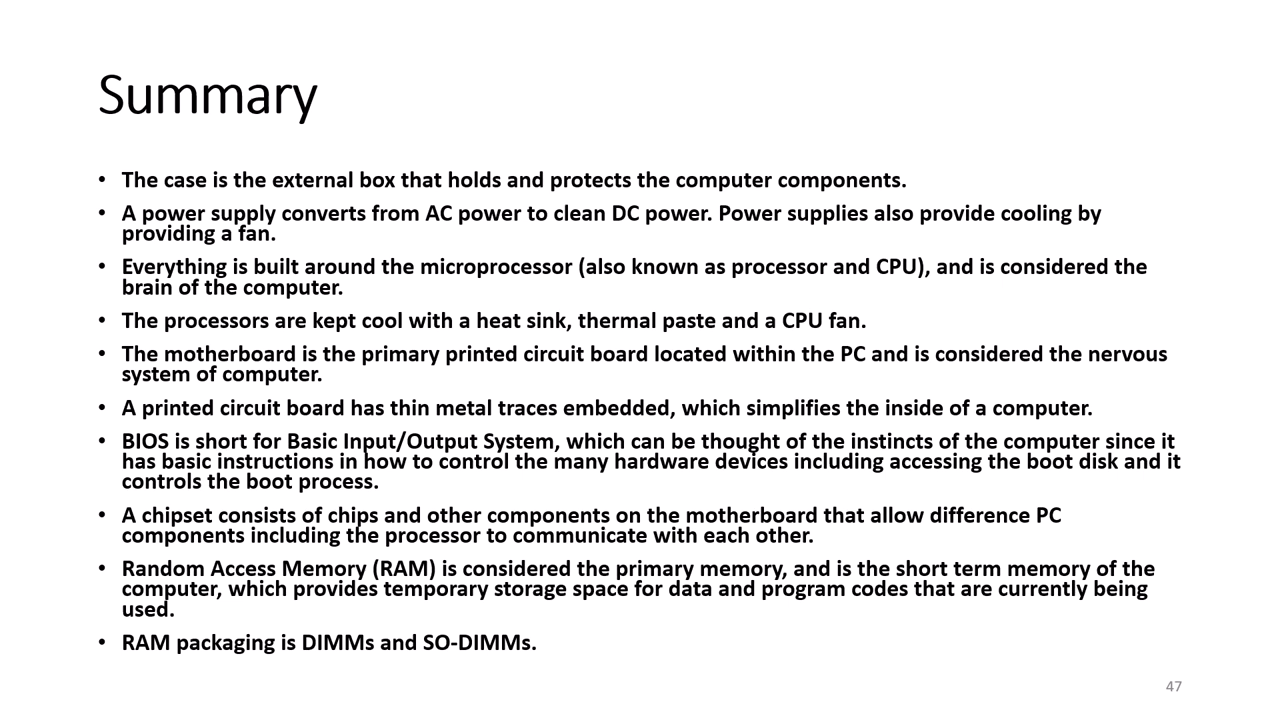 Summary
• The case is the external box that holds and protects the computer components.
• A power supply converts from AC power to clean DC power. Power supplies also provide cooling by
providing a fan.
• Everything is built around the microprocessor (also known as processor and CPU), and is considered the
brain of the computer.
• The processors are kept cool with a heat sink, thermal paste and a CPU fan.
• The motherboard is the primary printed circuit board located within the PC and is considered the nervous
system of computer.
• A printed circuit board has thin metal traces embedded, which simplifies the inside of a computer.
• BIOS is short for Basic Input/Output System, which can be thought of the instincts of the computer since it
has basic instructions in how to control the many hardware devices including accessing the boot disk and it
controls the boot process.
• A chipset consists of chips and other components on the motherboard that allow difference PC
components including the processor to communicate with each other.
• Random Access Memory (RAM) is considered the primary memory, and is the short term memory of the
computer, which provides temporary storage space for data and program codes that are currently being
used.
• RAM packaging is DIMMs and SO-DIMMs.
47